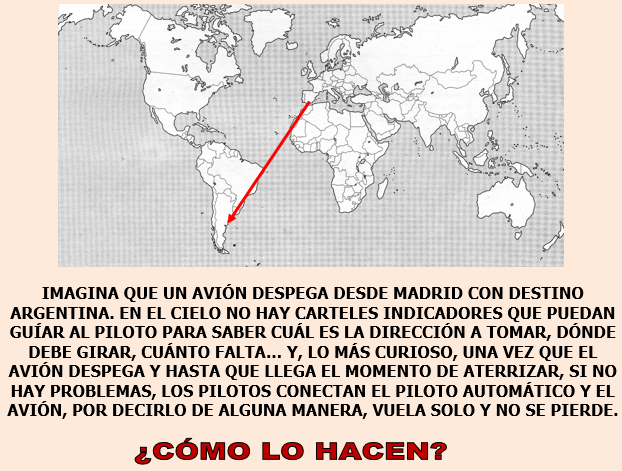 IMAGINA QUE UN AVIÓN DESPEGA DESDE MADRID CON DESTINO
ARGENTINA. EN EL CIELO NO HAY CARTELES INDICADORES QUE PUEDAN
GUÍAR AL PILOTO PARA SABER CUÁL ES LA DIRECCIÓN A TOMAR, DÓNDE
DEBE GIRAR, CUÁNTO FALTA... Y, LO MÁS CURIOSO, UNA VEZ QUE EL
AVIÓN DESPEGA Y HASTA QUE LLEGA EL MOMENTO DE ATERRIZAR, SI NO
HAY PROBLEMAS, LOS PILOTOS CONECTAN EL PILOTO AUTOMÁTICO Y EL
AVIÓN, POR DECIRLO DE ALGUNA MANERA, VUELA SOLO Y NO SE PIERDE.
¿CÓMO LO HACEN?